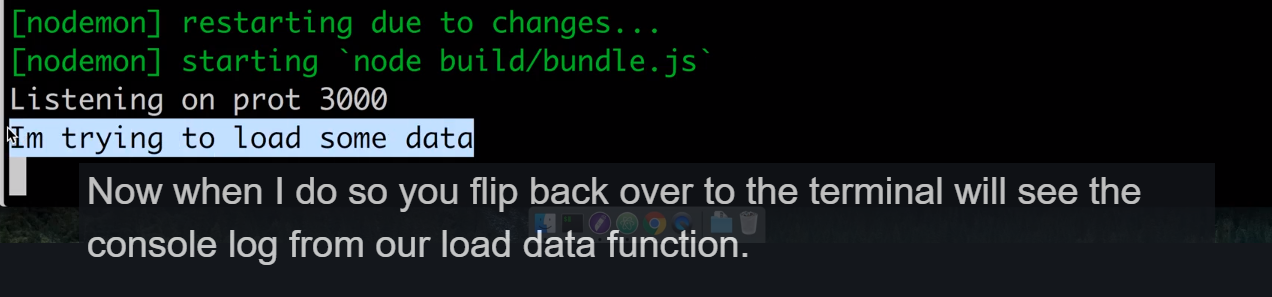 [nodemon] restarting due to changes...
[nodemon] starting `node build/bundle.js`
Listening on prot 3000
Im trying to load some data
Now when I do so you flip back over to the terminal will see the
console log from our load data function.